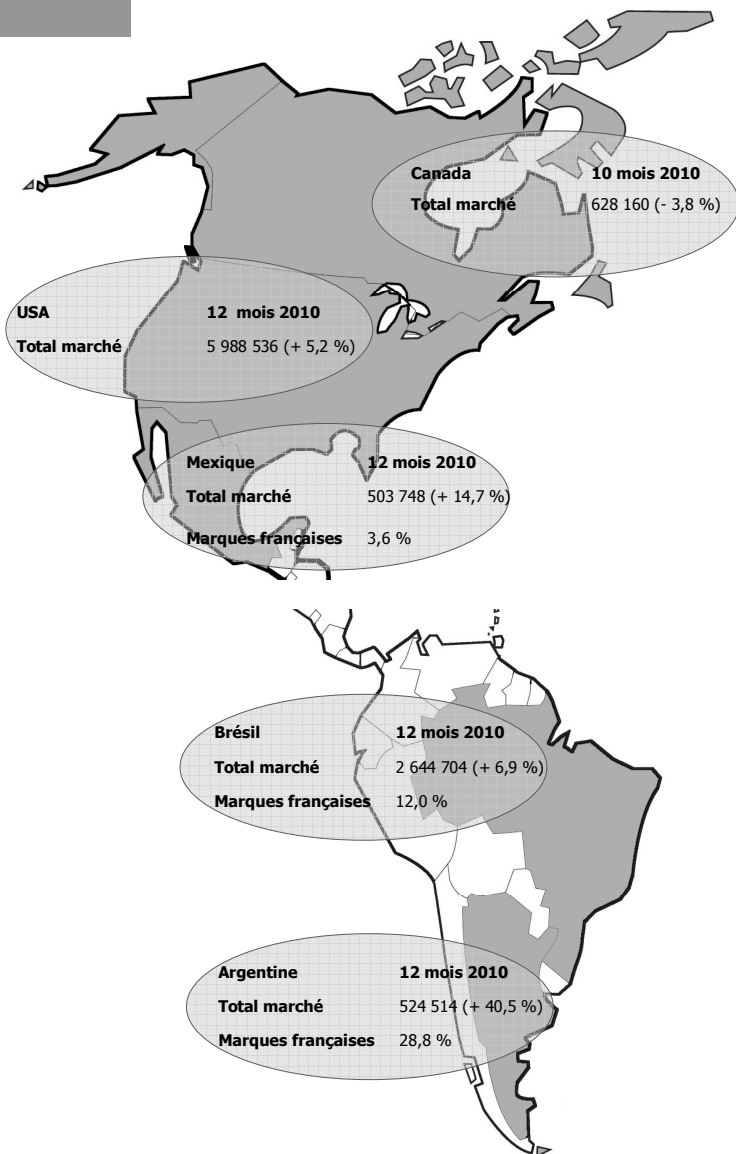 Canada 10 mois 2010
Total marché 628 160 (- 3,8 %)
USA 12 mois 2010
Total marché 5 988 536 (+ 5,2 %)
Mexique 12 mois 2010
Total marché 503 748 (+ 14,7 %)
Marques françaises 3,6 %
Brésil 12 mois 2010
Total marché 2 644 704 (+ 6,9 %)
Marques françaises 12,0 %
Argentine 12 mois 2010
Total marché 524 514 (+ 40,5 %)
Marques françaises 28,8 %